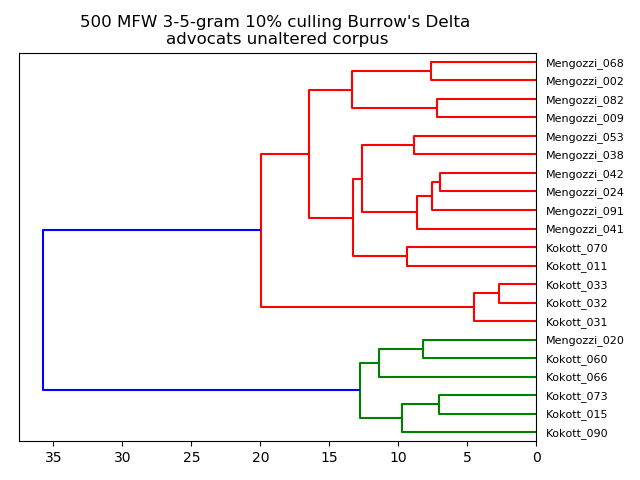 500 MFW 3-5-gram 10% culling Burrow's Delta
advocats unaltered corpus
Mengozzi_068
Mengozzi_002
Mengozzi_082
Mengozzi_009
Mengozzi_053
Mengozzi_038
Mengozzi_042
Mengozzi_024
Mengozzi_091
Mengozzi_041
Kokott_070
Kokott_011
Kokott_033
Kokott_032
Kokott_031
Mengozzi_020
Kokott_060
Kokott_066
Kokott_073
Kokott_015
Kokott_090
35 30 25 20 15 10 5 0